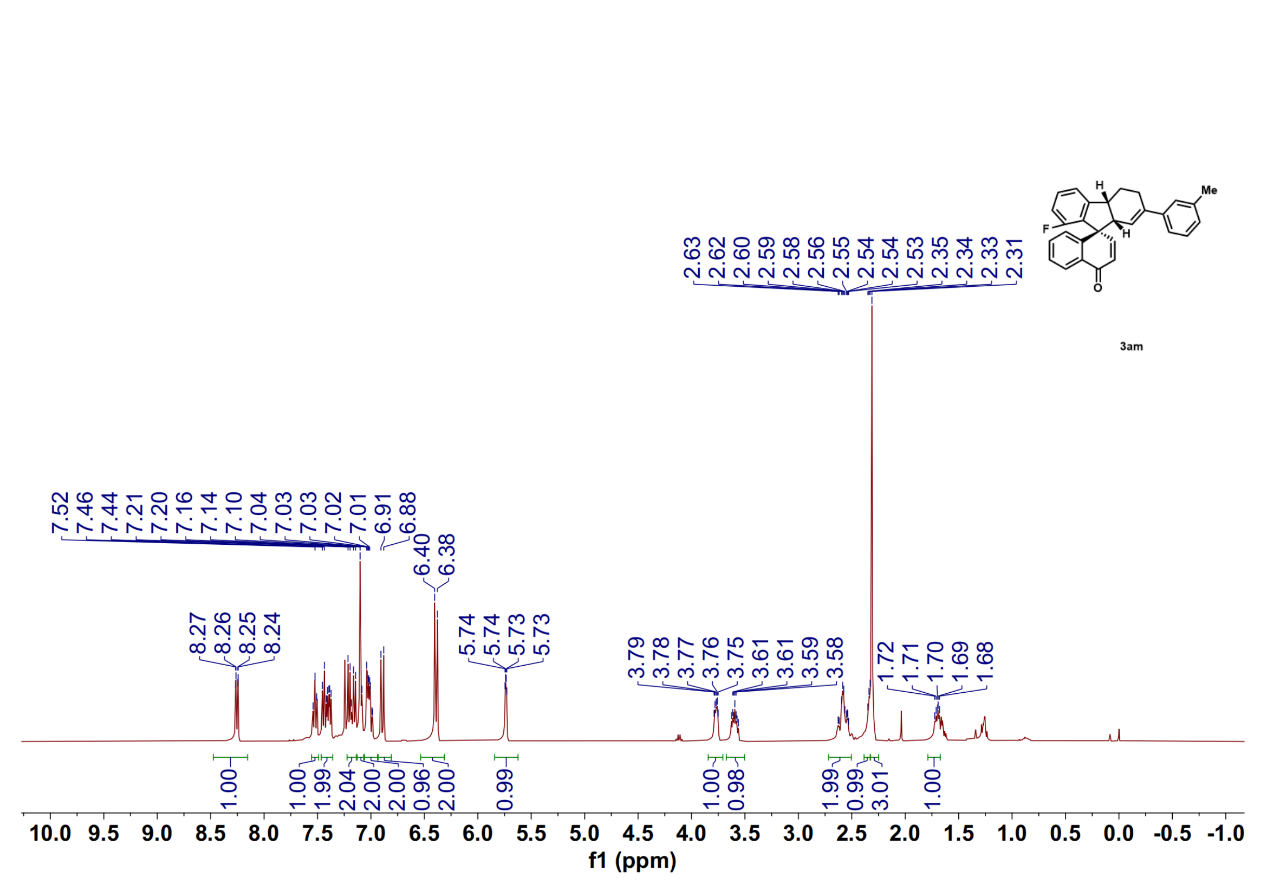 H
Me
F
H
O
3am
2.63 2.62 2.60 2.59 2.58 2.56 2.55 2.54 2.54 2.53 2.35 2.34 2.33 2.31
7.52 7.46 7.44 7.21 7.20 7.16 7.14 7.10 7.04 7.03 7.03 7.02 7.01 6.91 6.88
6.40 6.38
8.27 8.26 8.25 8.24
5.74 5.74 5.73 5.73
3.79 3.78 3.77 3.76 3.75 3.61 3.61 3.59 3.58
1.72 1.71 1.70 1.69 1.68
1.00 1.00 1.99 2.04 2.00 2.00 0.96 2.00 0.99 1.00 0.98 1.99 0.99 3.01 1.00
10.0 9.5 9.0 8.5 8.0 7.5 7.0 6.5 6.0 5.5 5.0 4.5 4.0 3.5 3.0 2.5 2.0 1.5 1.0 0.5 0.0 -0.5 -1.0
f1 (ppm)